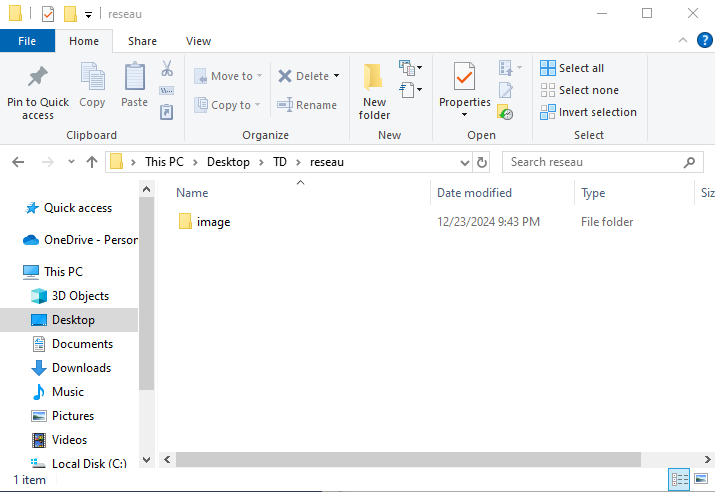 reseau
File Home Share View
Pin to Quick access
Copy
Paste
Clipboard
Move to
Copy to
Delete
Rename
Organize
New folder
New
Properties
Open
Select all
Select none
Invert selection
Select
This PC > Desktop > TD > reseau
Search reseau
Name Date modified Type Siz
image 12/23/2024 9:43 PM File folder
Quick access
OneDrive - Person
This PC
3D Objects
Desktop
Documents
Downloads
Music
Pictures
Videos
Local Disk (C:)
1 item